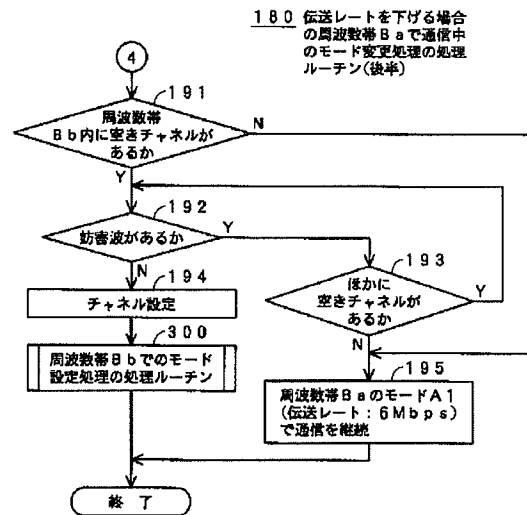 180 伝送レートを下げる場合
の周波数帯Baで通信中
のモード変更処理の処理
ルーチン(後半)
4
191
周波数帯
Bb内に空きチャネルが
あるか
N
Y
192
妨害波があるか
Y
N
193
ほかに
空きチャネルが
あるか
Y
N
194
チャネル設定
300
周波数帯Bbでのモード
設定処理の処理ルーチン
195
周波数帯BaのモードA1
(伝送レート：6Mbps)
で通信を継続
終了